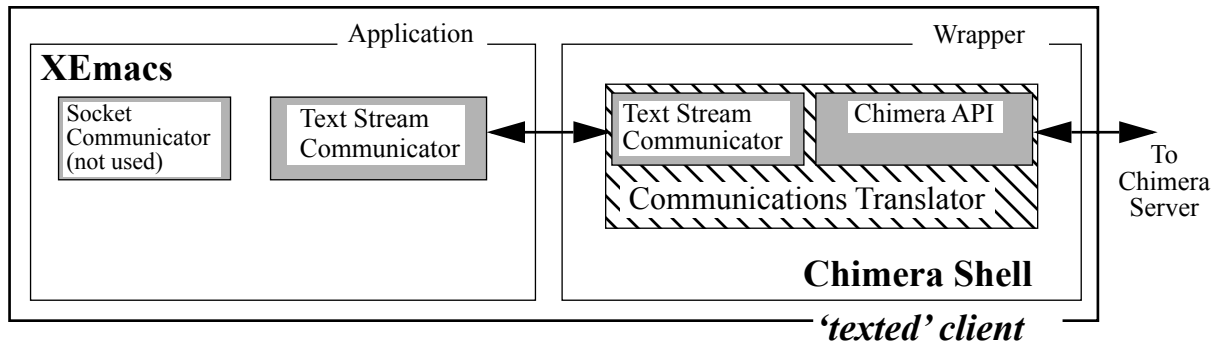 Application
Wrapper
XEmacs
Socket
Communicator
(not used)
Text Stream
Communicator
Text Stream
Communicator
Chimera API
Communications Translator
To
Chimera
Server
Chimera Shell
‘texted’ client